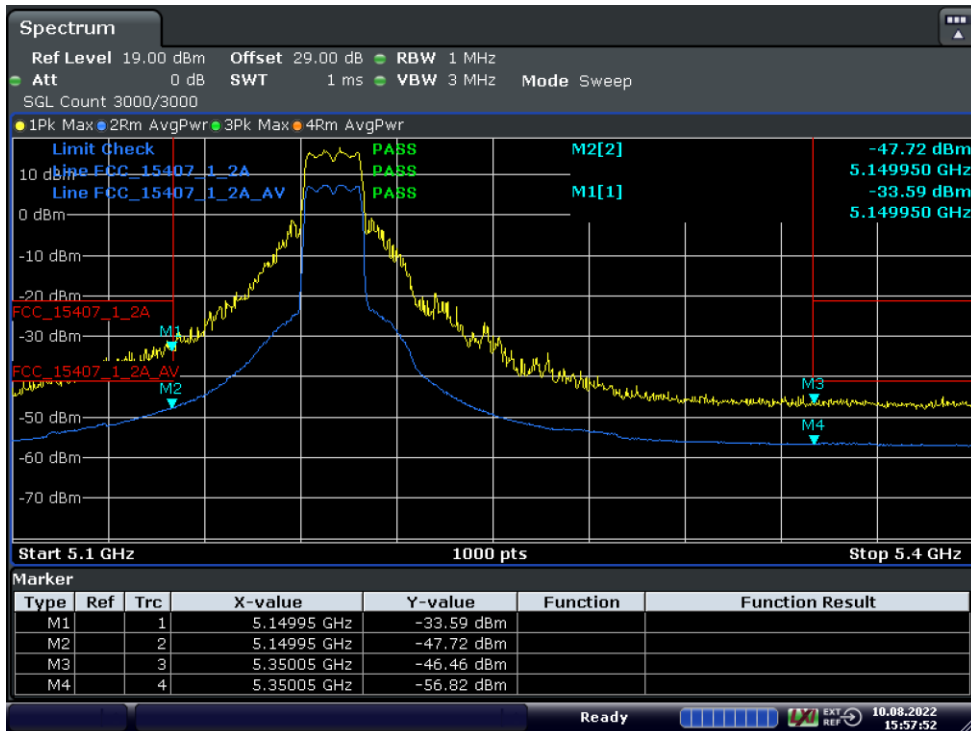 Spectrum
Ref Level 19.00 dBm Offset 29.00 dB RBW 1 MHz
Att 0 dB SWT 1 ms VBW 3 MHz Mode Sweep
SGL Count 3000/3000
1Pk Max 2Rm AvgPwr 3Pk Max 4Rm AvgPwr
Limit Check PASS M2[2] -47.72 dBm
10 dBm Line FCC_15407_1_2A PASS 5.149950 GHz
Line FCC_15407_1_2A_AV PASS M1[1] -33.59 dBm
0 dBm 5.149950 GHz
-10 dBm
-20 dBm
FCC_15407_1_2A
M1
-30 dBm
FCC_15407_1_2A_AV
M2 M3
-50 dBm
M4
-60 dBm
-70 dBm
Start 5.1 GHz 1000 pts Stop 5.4 GHz
Marker
Type Ref Trc X-value Y-value Function Function Result
M1 1 5.14995 GHz -33.59 dBm
M2 2 5.14995 GHz -47.72 dBm
M3 3 5.35005 GHz -46.46 dBm
M4 4 5.35005 GHz -56.82 dBm
Ready LXI EXT REF 10.08.2022
15:57:52